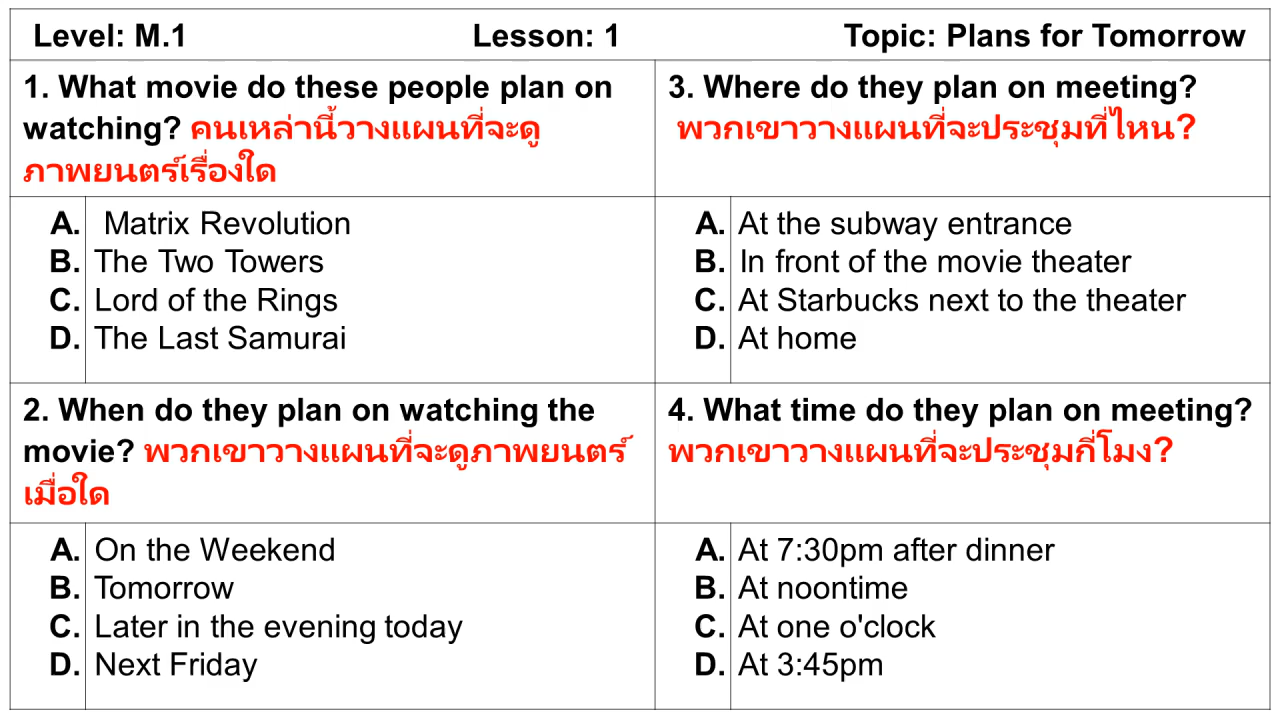 Level: M.1 Lesson: 1 Topic: Plans for Tomorrow
1. What movie do these people plan on
watching? คนเหล่านี้วางแผนที่จะดู
ภาพยนตร์เรื่องใด
A. Matrix Revolution
B. The Two Towers
C. Lord of the Rings
D. The Last Samurai
2. When do they plan on watching the
movie? พวกเขาวางแผนที่จะดูภาพยนตร์
เมื่อใด
A. On the Weekend
B. Tomorrow
C. Later in the evening today
D. Next Friday
3. Where do they plan on meeting?
พวกเขาวางแผนที่จะประชุมที่ไหน?
A. At the subway entrance
B. In front of the movie theater
C. At Starbucks next to the theater
D. At home
4. What time do they plan on meeting?
พวกเขาวางแผนที่จะประชุมกี่โมง?
A. At 7:30pm after dinner
B. At noontime
C. At one o'clock
D. At 3:45pm